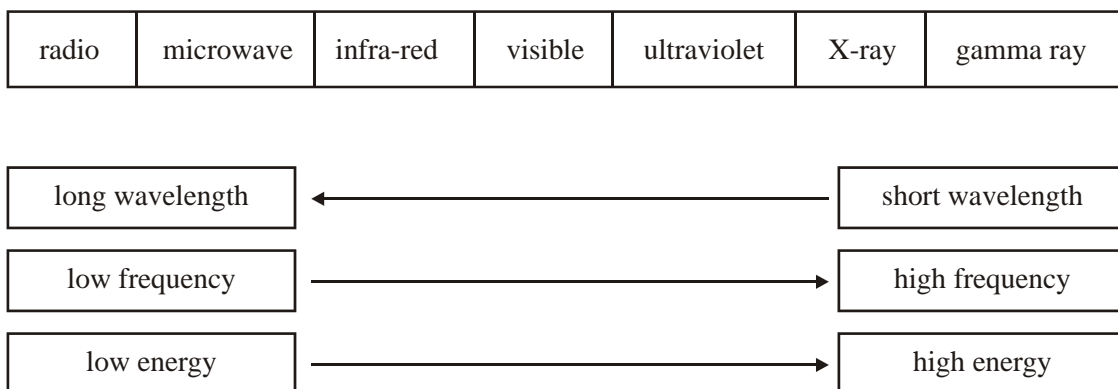 radio microwave infra-red visible ultraviolet X-ray gamma ray
long wavelength short wavelength
low frequency high frequency
low energy high energy